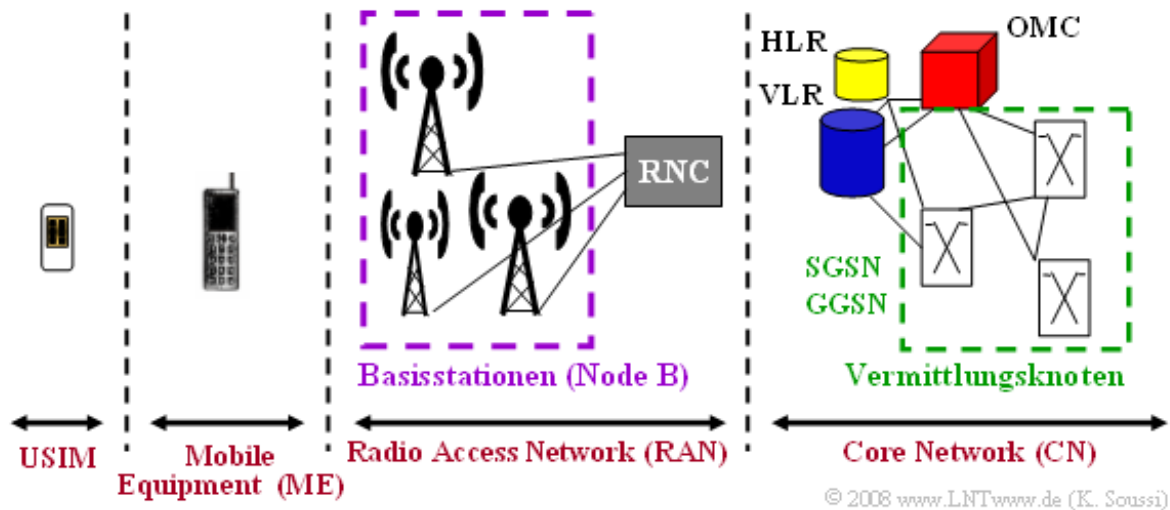 HLR
OMC
VLR
RNC
SGSN
GGSN
Basisstationen (Node B)
Vermittlungsknoten
USIM
Mobile
Equipment (ME)
Radio Access Network (RAN)
Core Network (CN)
© 2008 www.LNTwww.de (K. Soussi)